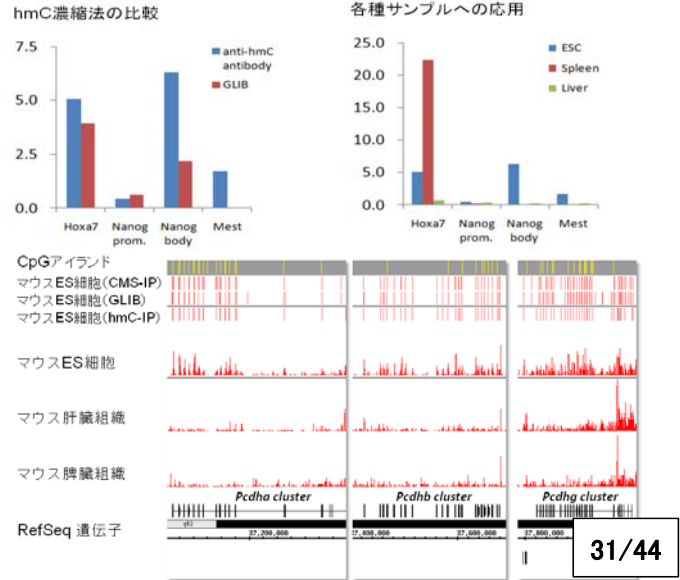 hmC濃縮法の比較
7.5
5.0
2.5
0.0
anti-hmC
antibody
GLIB
Hoxa7
Nanog
prom.
Nanog
body
Mest
各種サンプルへの応用
25.0
20.0
15.0
10.0
5.0
0.0
ESC
Spleen
Liver
Hoxa7
Nanog
prom.
Nanog
body
Mest
CpGアイランド
マウスES細胞(CMS-IP)
マウスES細胞(GLIB)
マウスES細胞(hmC-IP)
マウスES細胞
マウス肝臓組織
マウス脾臓組織
Pcdha cluster
Pcdhb cluster
Pcdhg cluster
RefSeq 遺伝子
37,200,000
37,400,000
37,600,000
37,800,000
31/44